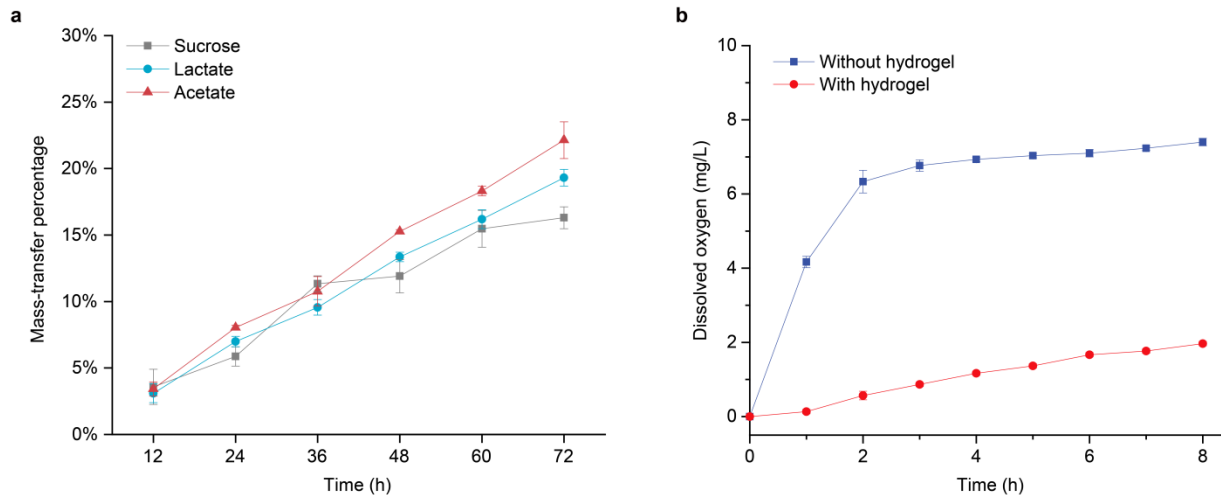 a
30%
25%
20%
15%
10%
5%
0%
Mass-transfer percentage
Sucrose
Lactate
Acetate
12 24 36 48 60 72
Time (h)
b
10
8
6
4
2
0
Dissolved oxygen (mg/L)
Without hydrogel
With hydrogel
0 2 4 6 8
Time (h)